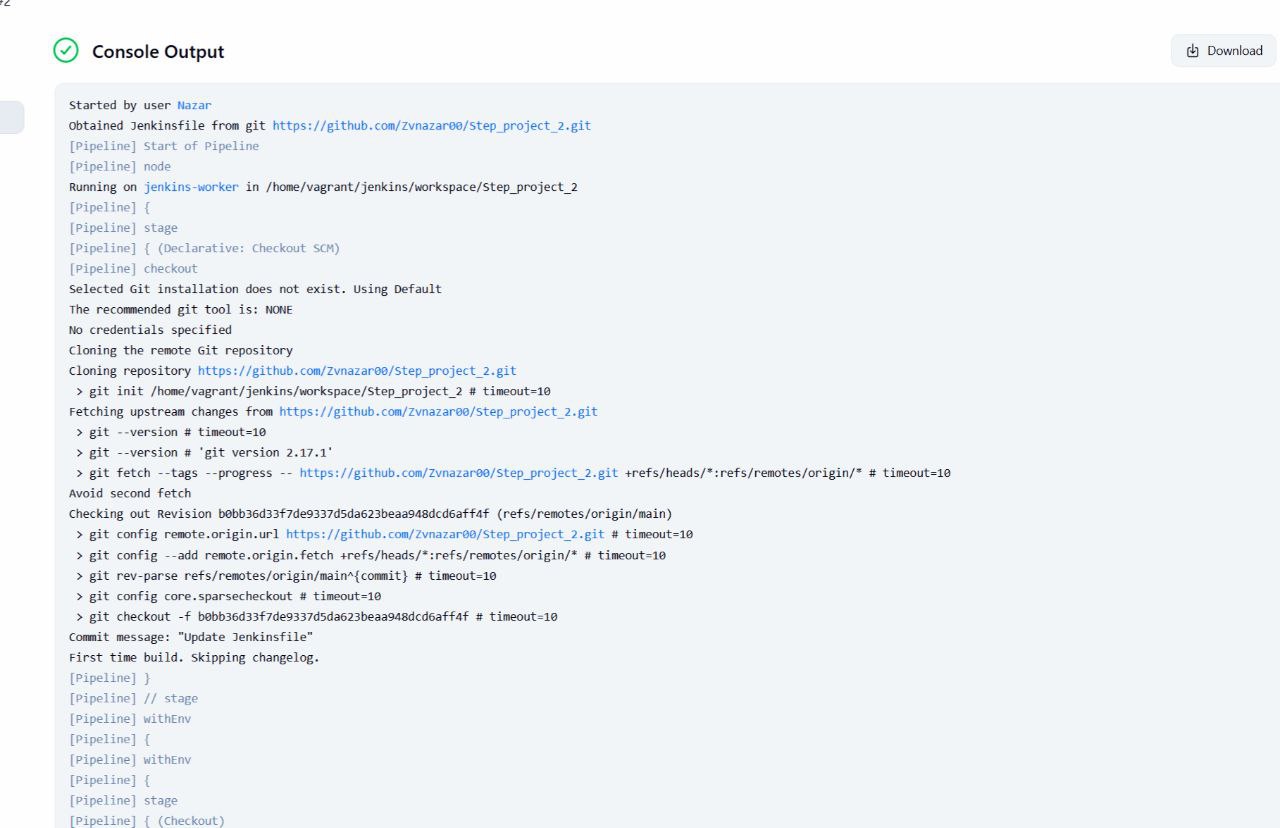 Console Output
Download
Started by user Nazar
Obtained Jenkinsfile from git https://github.com/Zvnazar00/Step_project_2.git
[Pipeline] Start of Pipeline
[Pipeline] node
Running on jenkins-worker in /home/vagrant/jenkins/workspace/Step_project_2
[Pipeline] {
[Pipeline] stage
[Pipeline] { (Declarative: Checkout SCM)
[Pipeline] checkout
Selected Git installation does not exist. Using Default
The recommended git tool is: NONE
No credentials specified
Cloning the remote Git repository
Cloning repository https://github.com/Zvnazar00/Step_project_2.git
> git init /home/vagrant/jenkins/workspace/Step_project_2 # timeout=10
Fetching upstream changes from https://github.com/Zvnazar00/Step_project_2.git
> git --version # timeout=10
> git --version # 'git version 2.17.1'
> git fetch --tags --progress -- https://github.com/Zvnazar00/Step_project_2.git +refs/heads/*:refs/remotes/origin/* # timeout=10
Avoid second fetch
Checking out Revision b0bb36d33f7de9337d5da623beaa948dcd6aff4f (refs/remotes/origin/main)
> git config remote.origin.url https://github.com/Zvnazar00/Step_project_2.git # timeout=10
> git config --add remote.origin.fetch +refs/heads/*:refs/remotes/origin/* # timeout=10
> git rev-parse refs/remotes/origin/main^{commit} # timeout=10
> git config core.sparsecheckout # timeout=10
> git checkout -f b0bb36d33f7de9337d5da623beaa948dcd6aff4f # timeout=10
Commit message: "Update Jenkinsfile"
First time build. Skipping changelog.
[Pipeline] }
[Pipeline] // stage
[Pipeline] withEnv
[Pipeline] {
[Pipeline] withEnv
[Pipeline] {
[Pipeline] stage
[Pipeline] { (Checkout)